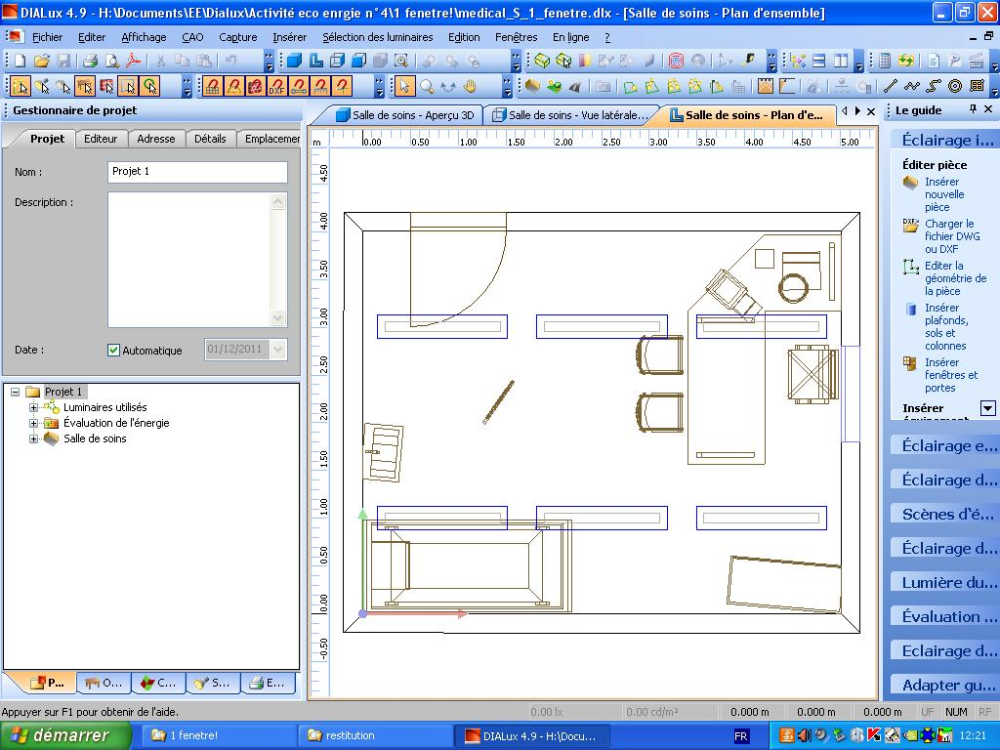 DIALux 4.9 - H:\Documents\EE\Dialux\Activité eco enrgie n°4\1 fenetre!\medical_S_1_fenetre.dlx - [Salle de soins - Plan d'ensemble]
Fichier Editer Affichage CAO Capture Insérer Sélection des luminaires Edition Fenêtres En ligne ?
DXF
Gestionnaire de projet
Projet Editeur Adresse Détails Emplacemen
Nom : Projet 1
Description :
Date : Automatique 01/12/2011
Projet 1
Luminaires utilisés
Évaluation de l'énergie
Salle de soins
P... O... C... S... E...
Salle de soins - Aperçu 3D Salle de soins - Vue latérale... Salle de soins - Plan d'e...
m 0.00 0.50 1.00 1.50 2.00 2.50 3.00 3.50 4.00 4.50 5.00
4.50
4.00
3.50
3.00
2.50
2.00
1.50
1.00
0.50
0.00
-0.50
Le guide
Éclairage i...
Éditer pièce
Insérer
nouvelle
pièce
DXF
Charger le
fichier DWG
ou DXF
Editer la
géométrie de
la pièce
Insérer
plafonds,
sols et
colonnes
Insérer
fenêtres et
portes
Insérer
Éclairage e...
Éclairage d...
Scènes d'é...
Éclairage d...
Lumière du...
Évaluation ...
Eclairage d...
Adapter gu...
Appuyer sur F1 pour obtenir de l'aide. 0.00 lx 0.00 cd/m² 0.000 m 0.000 m 0.000 m UF NUM RF
démarrer 1 fenetre! restitution DIALux 4.9 - H:\Docu... FR 12:21